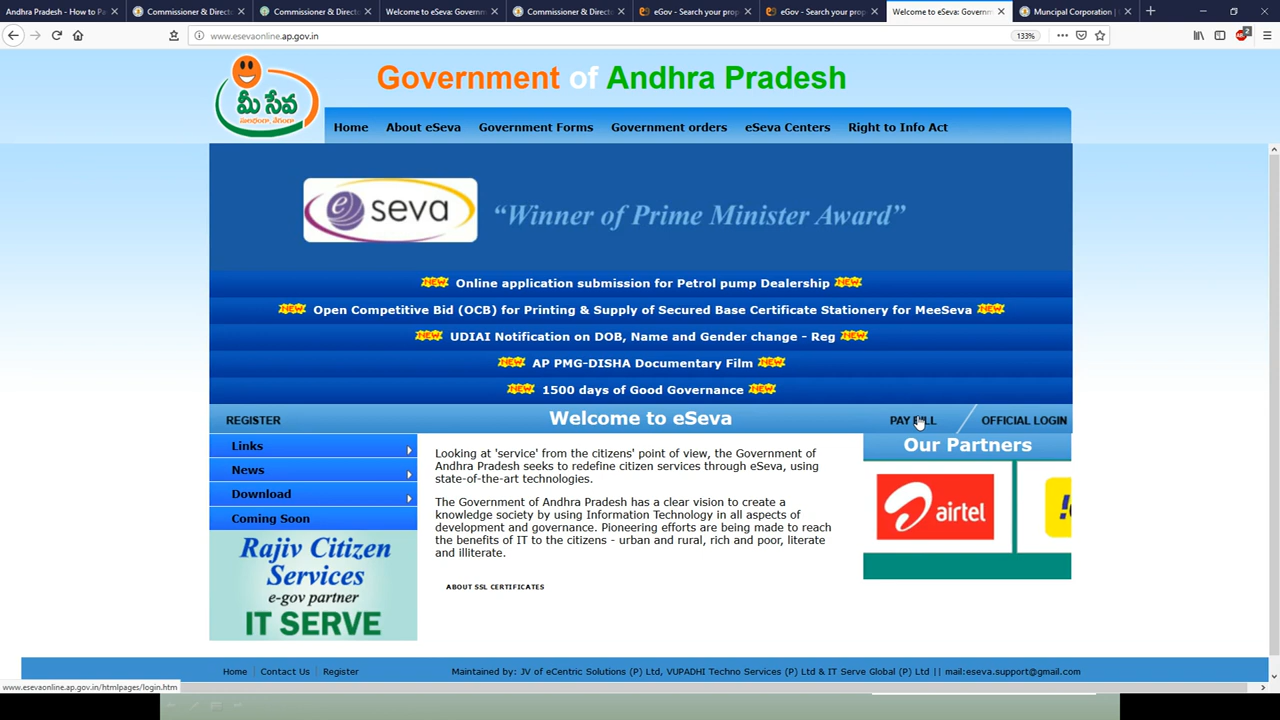 Andhra Pradesh - How to Pa
Commissioner & Directo
Commissioner & Directo
Welcome to eSeva: Governm
Commissioner & Directo
eGov - Search your prop
eGov - Search your prop
Welcome to eSeva: Governm
Muncipal Corporation |
www.esevaonline.ap.gov.in
133%
2
మీ సేవ
Government of Andhra Pradesh
Home About eSeva Government Forms Government orders eSeva Centers Right to Info Act
e seva
“Winner of Prime Minister Award”
NEW Online application submission for Petrol pump Dealership NEW
NEW Open Competitive Bid (OCB) for Printing & Supply of Secured Base Certificate Stationery for MeeSeva NEW
NEW UDIAI Notification on DOB, Name and Gender change - Reg NEW
NEW AP PMG-DISHA Documentary Film NEW
NEW 1500 days of Good Governance NEW
REGISTER
Welcome to eSeva
PAY BILL
OFFICIAL LOGIN
Links
News
Download
Coming Soon
Rajiv Citizen
Services
e-gov partner
IT SERVE
Looking at 'service' from the citizens' point of view, the Government of
Andhra Pradesh seeks to redefine citizen services through eSeva, using
state-of-the-art technologies.
The Government of Andhra Pradesh has a clear vision to create a
knowledge society by using Information Technology in all aspects of
development and governance. Pioneering efforts are being made to reach
the benefits of IT to the citizens - urban and rural, rich and poor, literate
and illiterate.
ABOUT SSL CERTIFICATES
Our Partners
airtel
Home Contact Us Register
Maintained by: JV of eCentric Solutions (P) Ltd, VUPADHI Techno Services (P) Ltd & IT Serve Global (P) Ltd || mail:eseva.support@gmail.com
www.esevaonline.ap.gov.in/htmlpages/login.htm